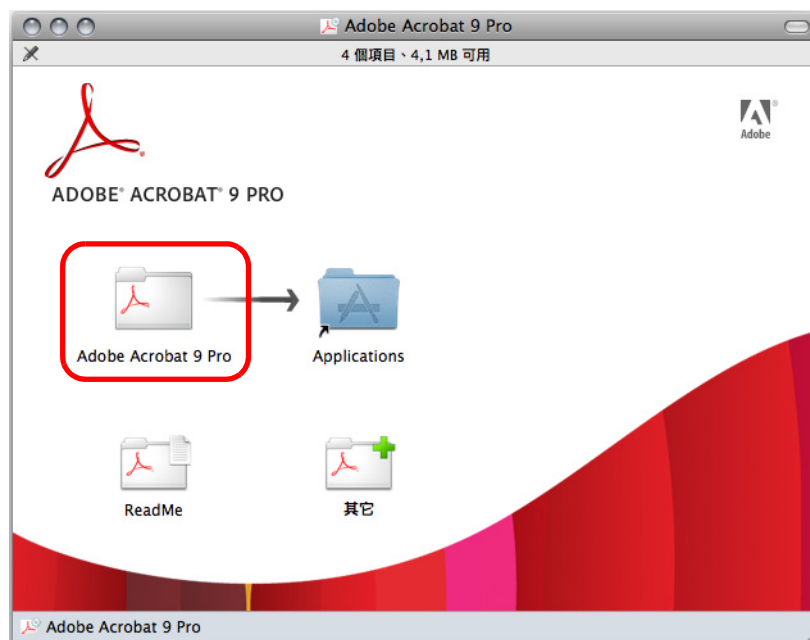 Adobe Acrobat 9 Pro
4 個項目、4,1 MB 可用
Adobe
ADOBE® ACROBAT® 9 PRO
Adobe Acrobat 9 Pro
Applications
ReadMe
其它
Adobe Acrobat 9 Pro